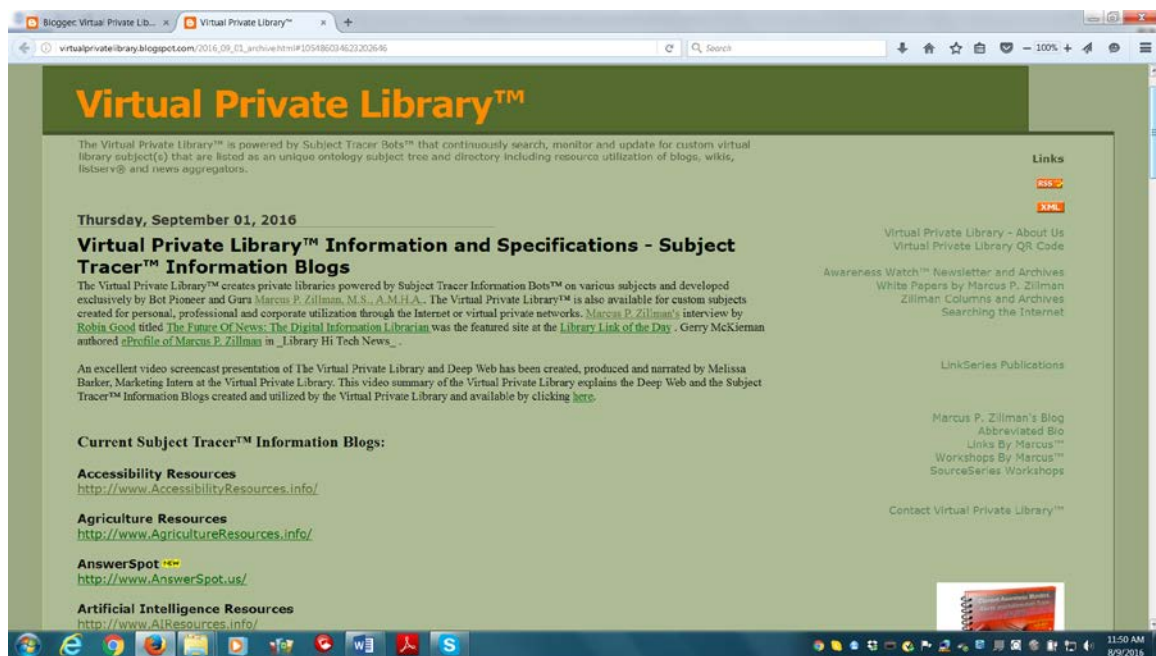 Blogger: Virtual Private Lib...
Virtual Private Library™
virtualprivatelibrary.blogspot.com/2016_09_01_archive.html#105486034623202646
Search
100%
Virtual Private Library™
The Virtual Private Library™ is powered by Subject Tracer Bots™ that continuously search, monitor and update for custom virtual
library subject(s) that are listed as an unique ontology subject tree and directory including resource utilization of blogs, wikis,
listserv® and news aggregators.
Thursday, September 01, 2016
Virtual Private Library™ Information and Specifications - Subject
Tracer™ Information Blogs
The Virtual Private Library™ creates private libraries powered by Subject Tracer Information Bots™ on various subjects and developed
exclusively by Bot Pioneer and Guru Marcus P. Zillman, M.S., A.M.H.A.. The Virtual Private Library™ is also available for custom subjects
created for personal, professional and corporate utilization through the Internet or virtual private networks. Marcus P. Zillman's interview by
Robin Good titled The Future Of News: The Digital Information Librarian was the featured site at the Library Link of the Day . Gerry McKiernan
authored eProfile of Marcus P. Zillman in _Library Hi Tech News_ .
An excellent video screencast presentation of The Virtual Private Library and Deep Web has been created, produced and narrated by Melissa
Barker, Marketing Intern at the Virtual Private Library. This video summary of the Virtual Private Library explains the Deep Web and the Subject
Tracer™ Information Blogs created and utilized by the Virtual Private Library and available by clicking here.
Current Subject Tracer™ Information Blogs:
Accessibility Resources
http://www.AccessibilityResources.info/
Agriculture Resources
http://www.AgricultureResources.info/
AnswerSpot NEW
http://www.AnswerSpot.us/
Artificial Intelligence Resources
http://www.AIResources.info/
Links
RSS
XML
Virtual Private Library - About Us
Virtual Private Library QR Code
Awareness Watch™ Newsletter and Archives
White Papers by Marcus P. Zillman
Zillman Columns and Archives
Searching the Internet
LinkSeries Publications
Marcus P. Zillman's Blog
Abbreviated Bio
Links By Marcus™
Workshops By Marcus™
SourceSeries Workshops
Contact Virtual Private Library™
11:50 AM
8/9/2016